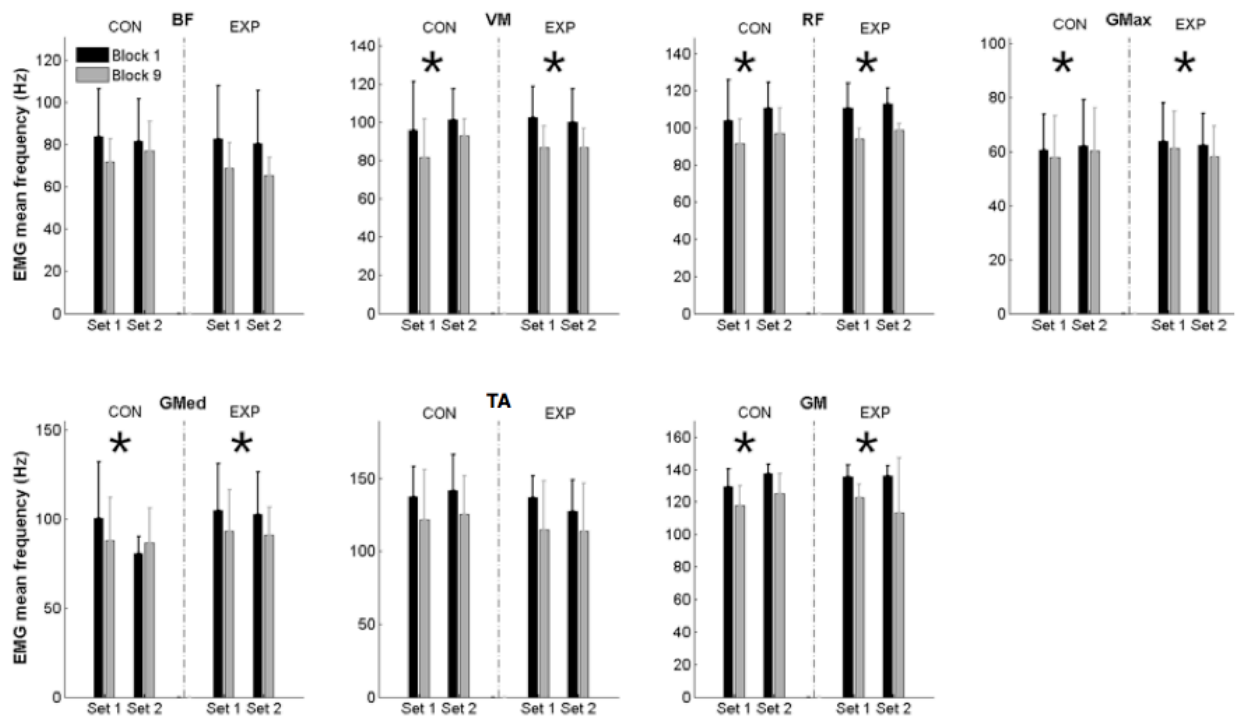 BF
CON EXP
Block 1
Block 9
EMG mean frequency (Hz)
120
100
80
60
40
20
0
Set 1 Set 2 Set 1 Set 2
VM
CON EXP
* *
140
120
100
80
60
40
20
0
Set 1 Set 2 Set 1 Set 2
RF
CON EXP
* *
140
120
100
80
60
40
20
0
Set 1 Set 2 Set 1 Set 2
GMax
CON EXP
* *
100
80
60
40
20
0
Set 1 Set 2 Set 1 Set 2
GMed
CON EXP
* *
EMG mean frequency (Hz)
150
100
50
0
Set 1 Set 2 Set 1 Set 2
TA
CON EXP
150
100
50
0
Set 1 Set 2 Set 1 Set 2
GM
CON EXP
* *
160
140
120
100
80
60
40
20
0
Set 1 Set 2 Set 1 Set 2